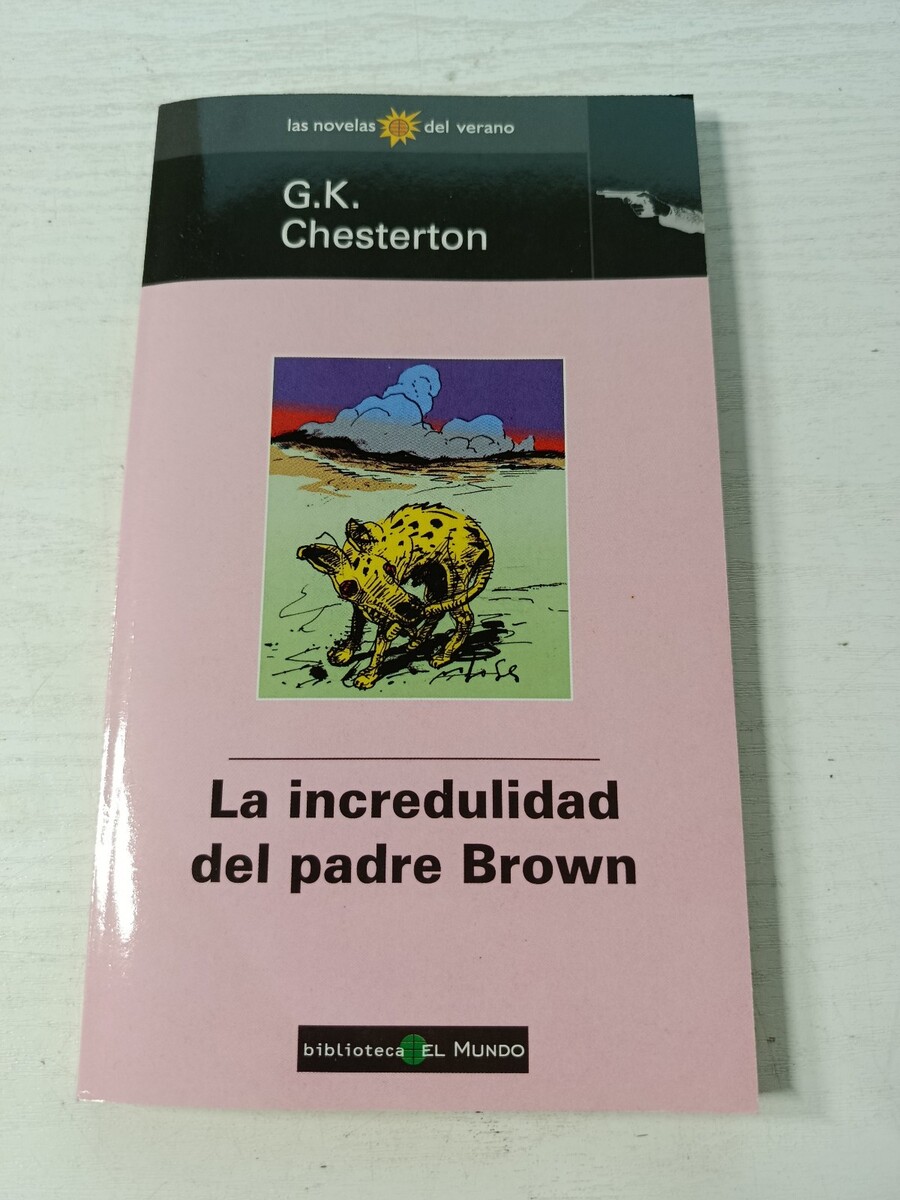 las novelas del verano
G.K.
Chesterton
La incredulidad
del padre Brown
biblioteca EL MUNDO